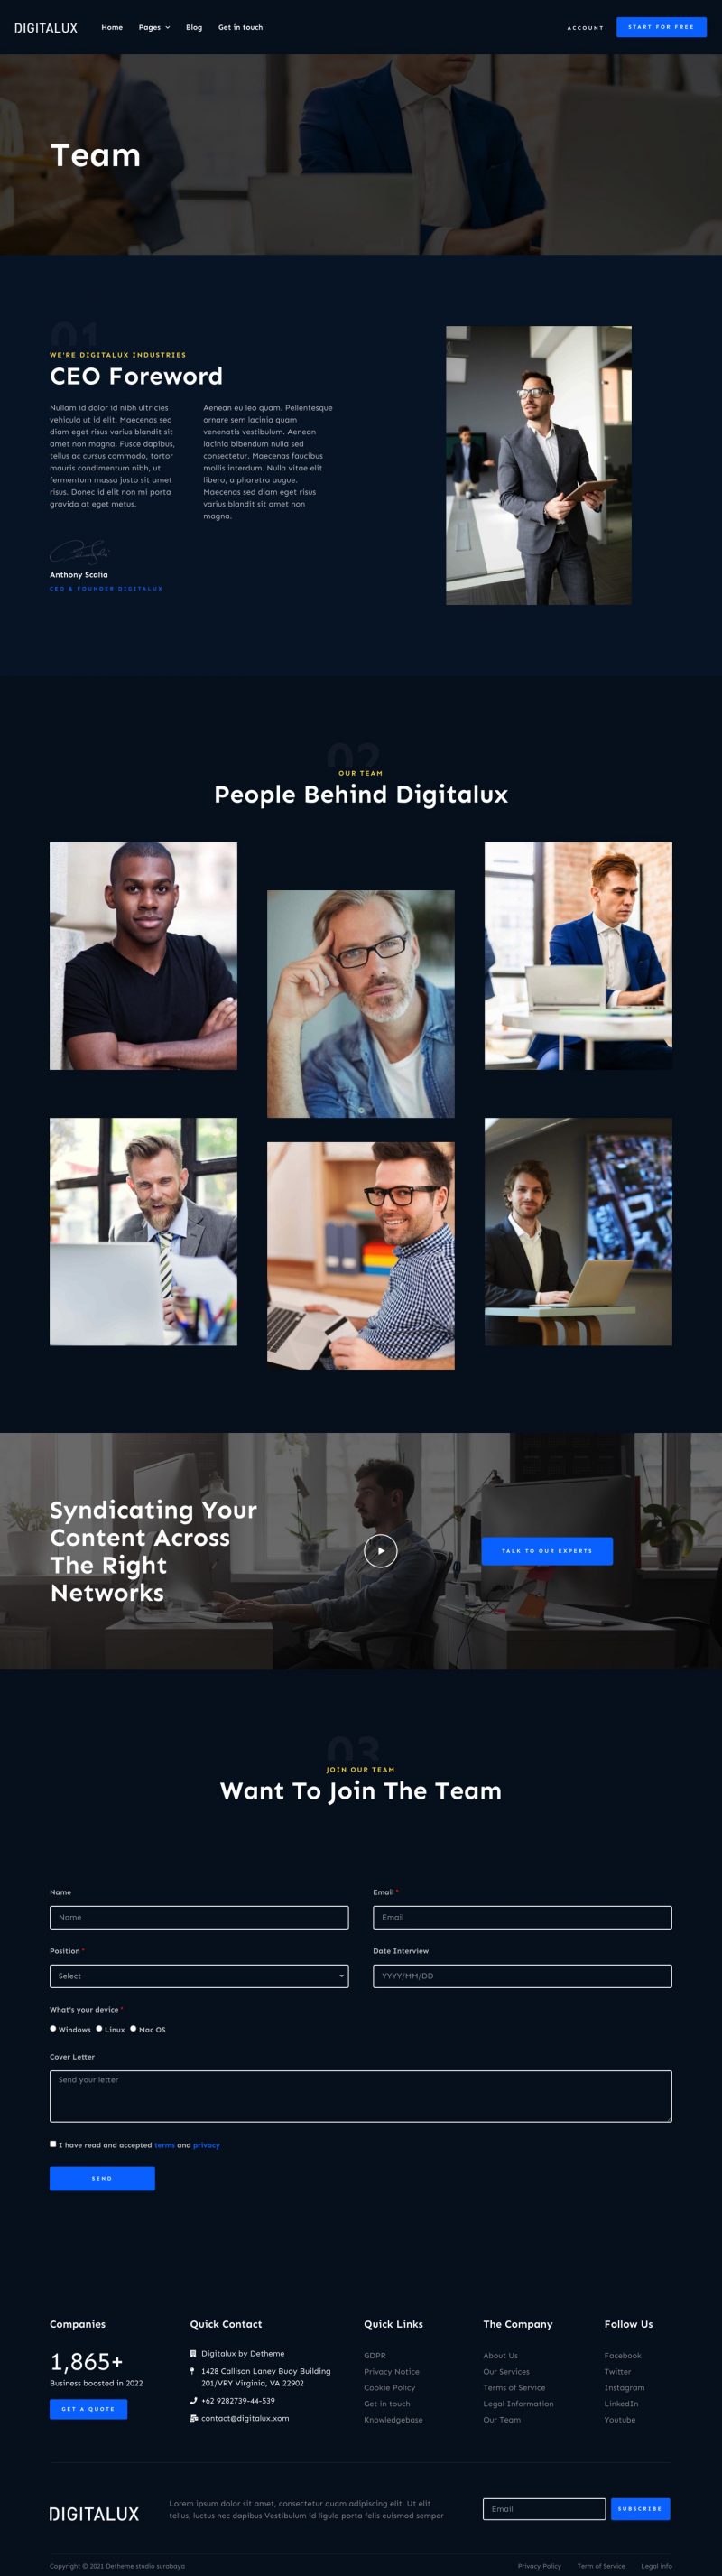 DIGITALUX
Home Pages Blog Get in touch
ACCOUNT
START FOR FREE
Team
01
WE'RE DIGITALUX INDUSTRIES
CEO Foreword
Nullam id dolor id nibh ultricies
vehicula ut id elit. Maecenas sed
diam eget risus varius blandit sit
amet non magna. Fusce dapibus,
tellus ac cursus commodo, tortor
mauris condimentum nibh, ut
fermentum massa justo sit amet
risus. Donec id elit non mi porta
gravida at eget metus.
Aenean eu leo quam. Pellentesque
ornare sem lacinia quam
venenatis vestibulum. Aenean
lacinia bibendum nulla sed
consectetur. Maecenas faucibus
mollis interdum. Nulla vitae elit
libero, a pharetra augue.
Maecenas sed diam eget risus
varius blandit sit amet non
magna.
Anthony Scalia
CEO & FOUNDER DIGITALUX
02
OUR TEAM
People Behind Digitalux
Syndicating Your
Content Across
The Right
Networks
TALK TO OUR EXPERTS
03
JOIN OUR TEAM
Want To Join The Team
Name
Name
Email *
Email
Position *
Select
Date Interview
YYYY/MM/DD
What's your device *
Windows Linux Mac OS
Cover Letter
Send your letter
I have read and accepted terms and privacy
SEND
Companies
1,865+
Business boosted in 2022
GET A QUOTE
Quick Contact
Digitalux by Detheme
1428 Callison Laney Buoy Building
201/VRY Virginia, VA 22902
+62 9282739-44-539
contact@digitalux.xom
Quick Links
GDPR
Privacy Notice
Cookie Policy
Get in touch
Knowledgebase
The Company
About Us
Our Services
Terms of Service
Legal Information
Our Team
Follow Us
Facebook
Twitter
Instagram
LinkedIn
Youtube
DIGITALUX
Lorem ipsum dolor sit amet, consectetur quam adipiscing elit. Ut elit
tellus, luctus nec dapibus Vestibulum id ligula porta felis euismod semper
Email
SUBSCRIBE
Copyright © 2021 Detheme studio surabaya
Privacy Policy Term of Service Legal info